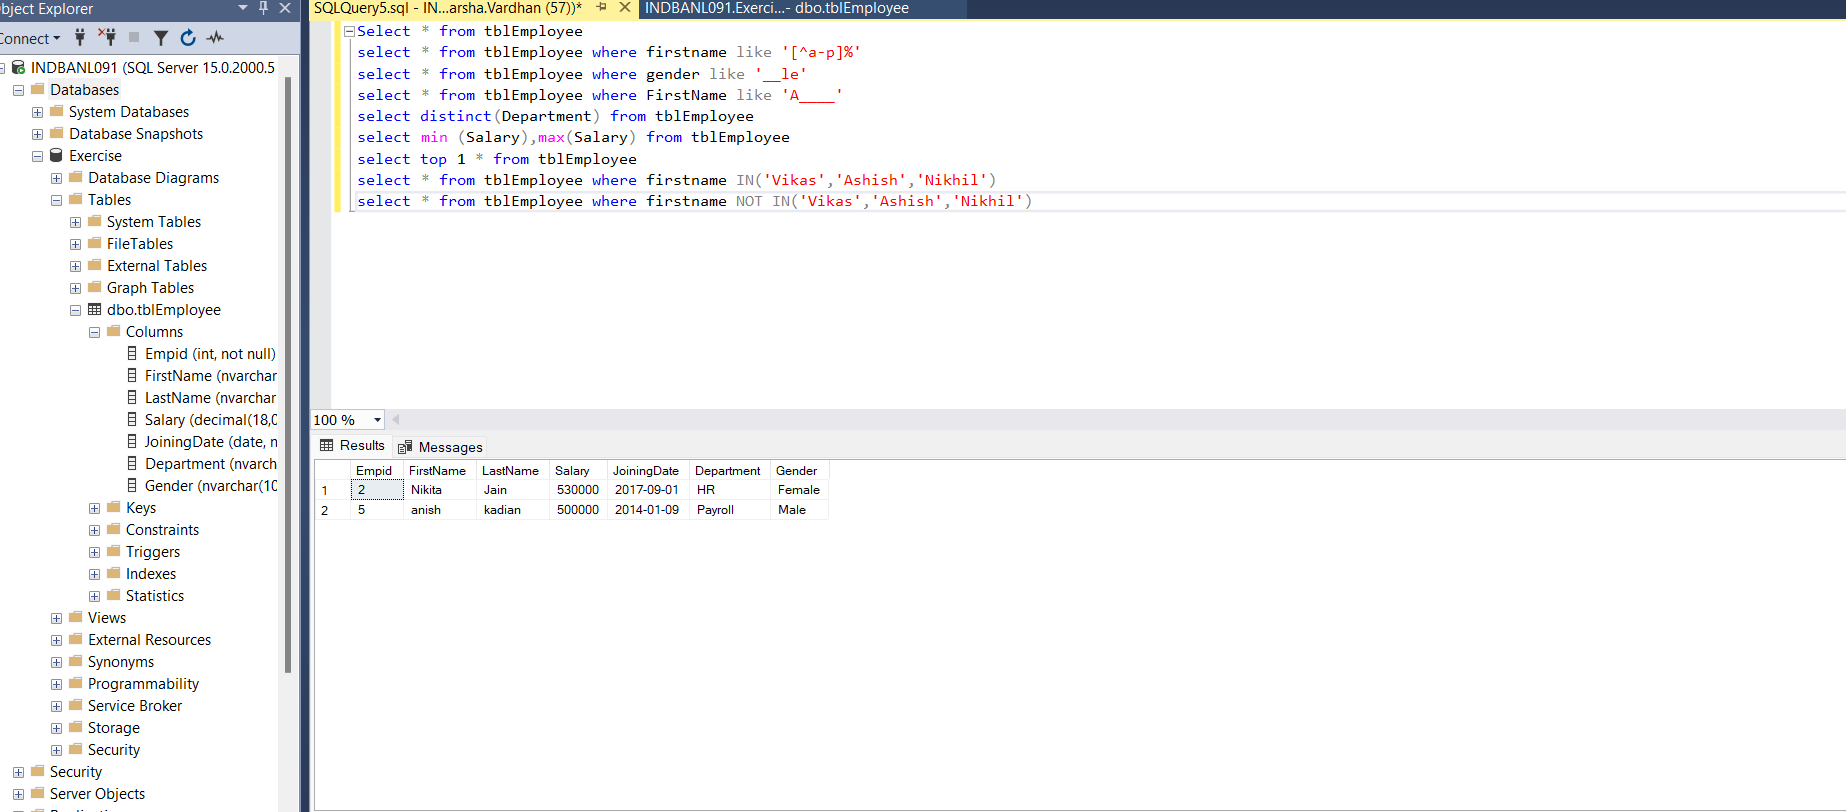 bject Explorer
onnect
INDBANL091 (SQL Server 15.0.2000.5
Databases
System Databases
Database Snapshots
Exercise
Database Diagrams
Tables
System Tables
FileTables
External Tables
Graph Tables
dbo.tblEmployee
Columns
Empid (int, not null)
FirstName (nvarchar
LastName (nvarchar
Salary (decimal(18,0
JoiningDate (date, n
Department (nvarch
Gender (nvarchar(10
Keys
Constraints
Triggers
Indexes
Statistics
Views
External Resources
Synonyms
Programmability
Service Broker
Storage
Security
Security
Server Objects
SQLQuery5.sql - IN...arsha.Vardhan (57))* INDBANL091.Exerci...- dbo.tblEmployee
Select * from tblEmployee
select * from tblEmployee where firstname like '[^a-p]%'
select * from tblEmployee where gender like '__le'
select * from tblEmployee where FirstName like 'A____'
select distinct(Department) from tblEmployee
select min (Salary),max(Salary) from tblEmployee
select top 1 * from tblEmployee
select * from tblEmployee where firstname IN('Vikas','Ashish','Nikhil')
select * from tblEmployee where firstname NOT IN('Vikas','Ashish','Nikhil')
100 %
Results Messages
Empid FirstName LastName Salary JoiningDate Department Gender
1 2 Nikita Jain 530000 2017-09-01 HR Female
2 5 anish kadian 500000 2014-01-09 Payroll Male